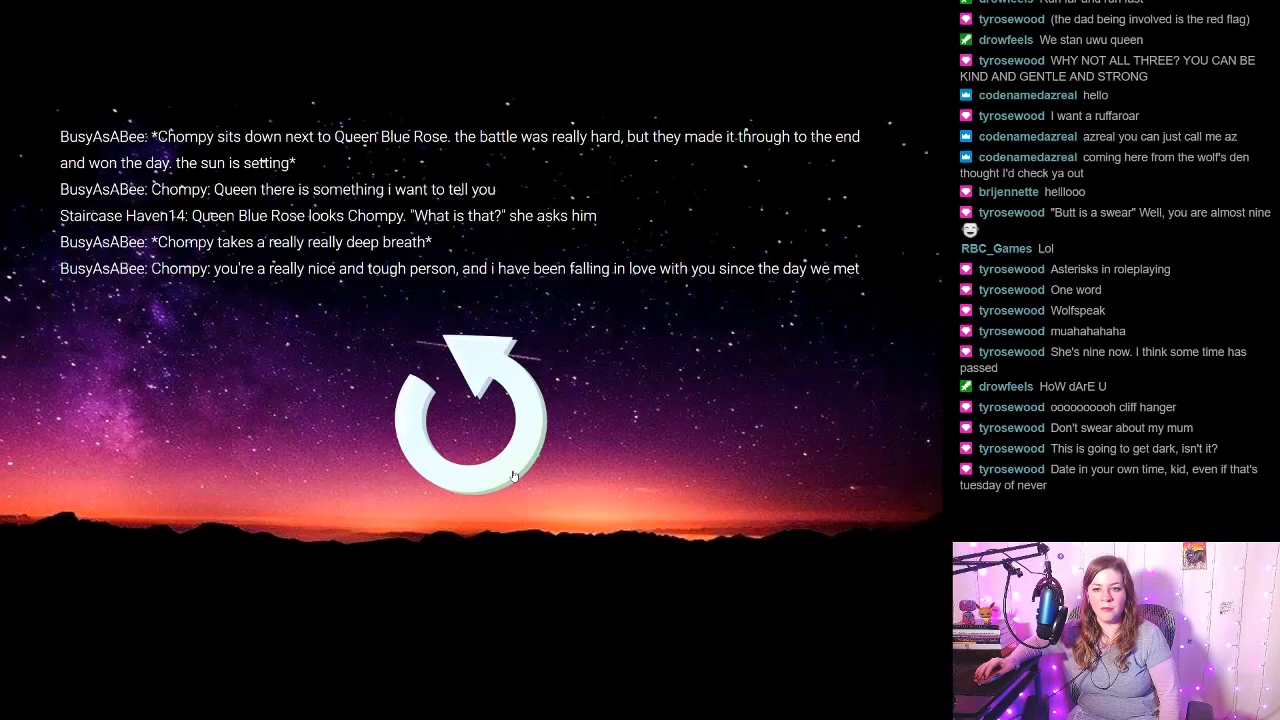 BusyAsABee: *Chompy sits down next to Queen Blue Rose. the battle was really hard, but they made it through to the end
and won the day. the sun is setting*
BusyAsABee: Chompy: Queen there is something i want to tell you
Staircase Haven14: Queen Blue Rose looks Chompy. "What is that?" she asks him
BusyAsABee: *Chompy takes a really really deep breath*
BusyAsABee: Chompy: you're a really nice and tough person, and i have been falling in love with you since the day we met
drowfeels Run far and run fast
tyrosewood (the dad being involved is the red flag)
drowfeels We stan uwu queen
tyrosewood WHY NOT ALL THREE? YOU CAN BE
KIND AND GENTLE AND STRONG
codenamedazreal hello
tyrosewood I want a ruffaroar
codenamedazreal azreal you can just call me az
codenamedazreal coming here from the wolf's den
thought I'd check ya out
brijennette helllooo
tyrosewood "Butt is a swear" Well, you are almost nine
RBC_Games Lol
tyrosewood Asterisks in roleplaying
tyrosewood One word
tyrosewood Wolfspeak
tyrosewood muahahahaha
tyrosewood She's nine now. I think some time has
passed
drowfeels HoW dArE U
tyrosewood oooooooooh cliff hanger
tyrosewood Don't swear about my mum
tyrosewood This is going to get dark, isn't it?
tyrosewood Date in your own time, kid, even if that's
tuesday of never